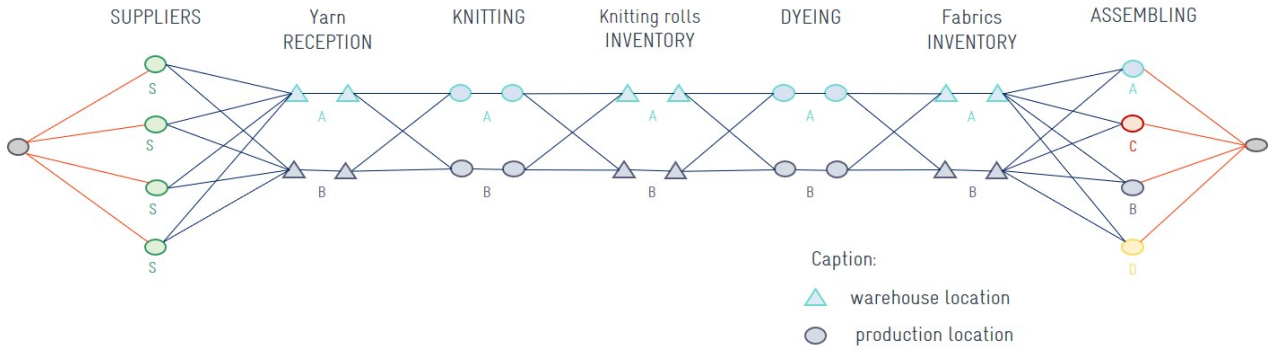 SUPPLIERS
Yarn
RECEPTION
KNITTING
Knitting rolls
INVENTORY
DYEING
Fabrics
INVENTORY
ASSEMBLING
S
S
S
S
A
B
A
B
A
B
A
B
A
B
A
C
B
D
Caption:
warehouse location
production location